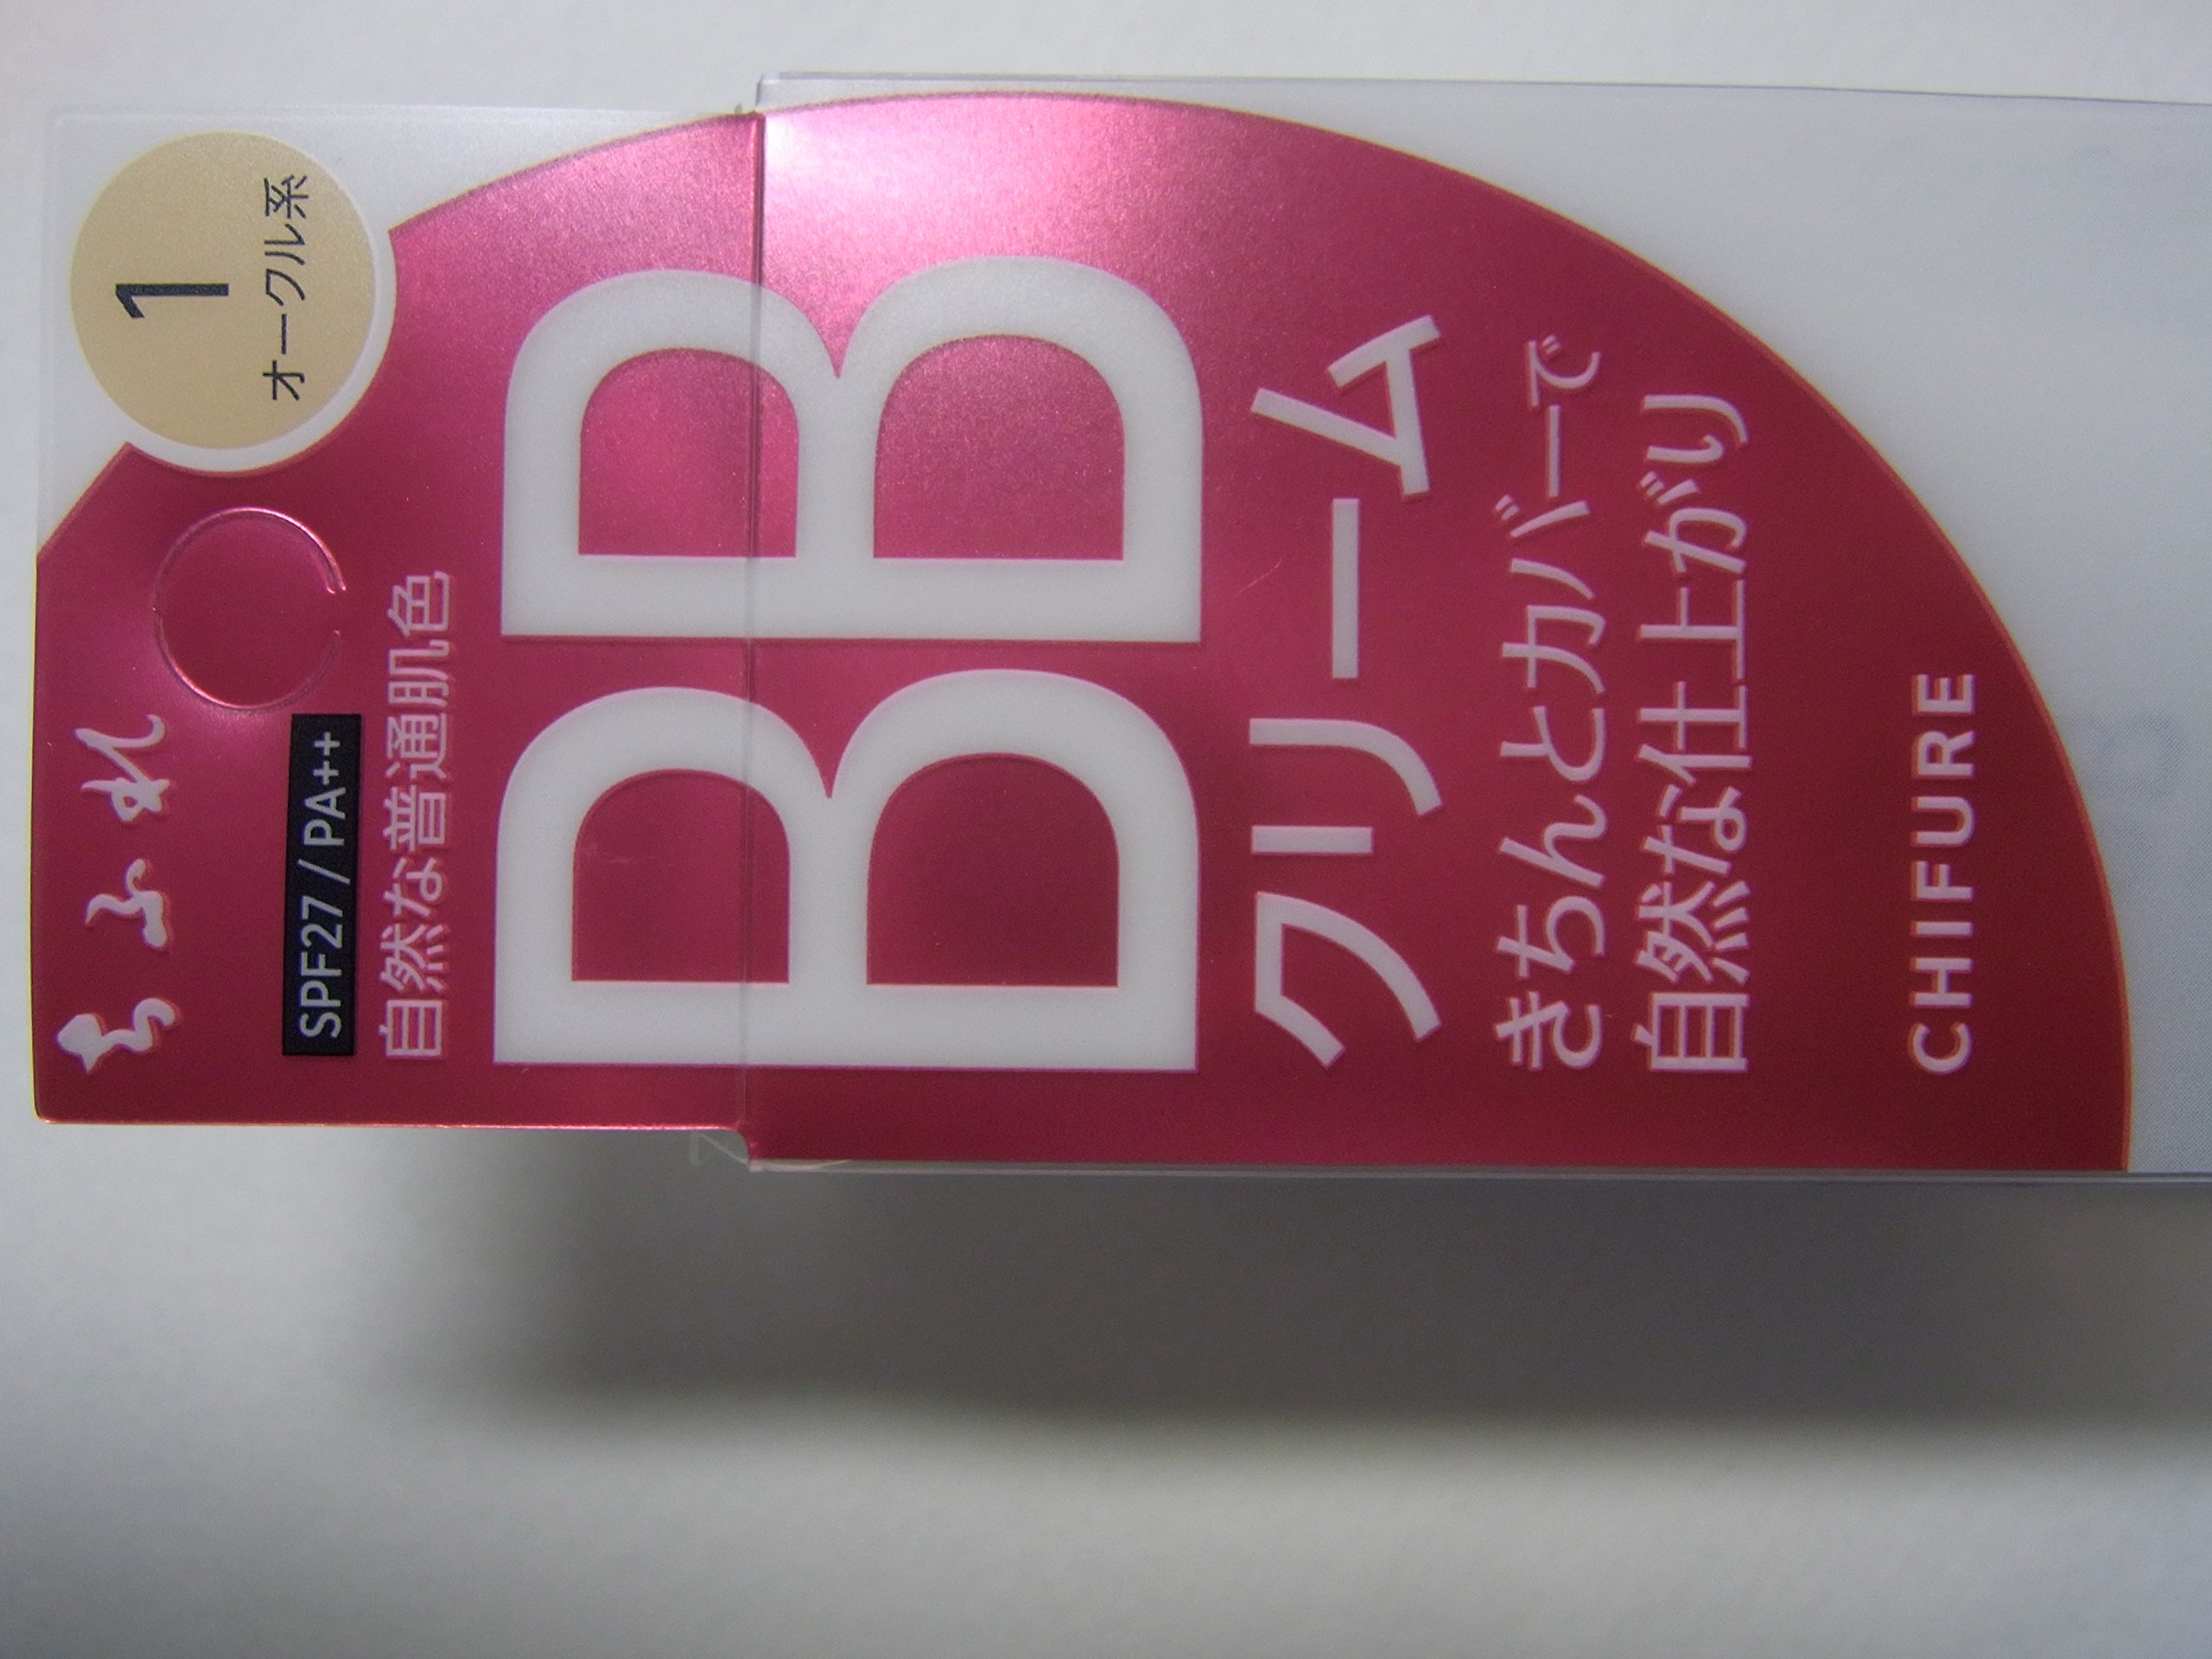 1
オークル系
ちふれ
SPF27 / PA++
自然な普通肌色
BB
クリーム
きちんとカバーで
自然な仕上がり
CHIFURE